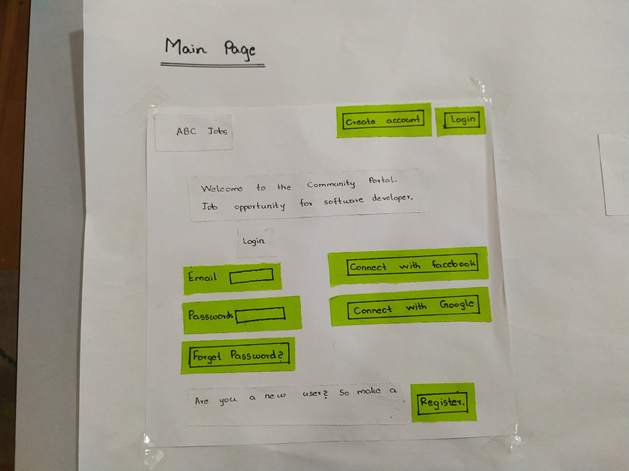 Main Page
ABC Jobs
Create account
Login
Welcome to the Community Portal.
Job opportunity for software developer.
Login
Email
Connect with facebook
Passwords
Connect with Google
Forget Password?
Are you a new user? So make a
Register.